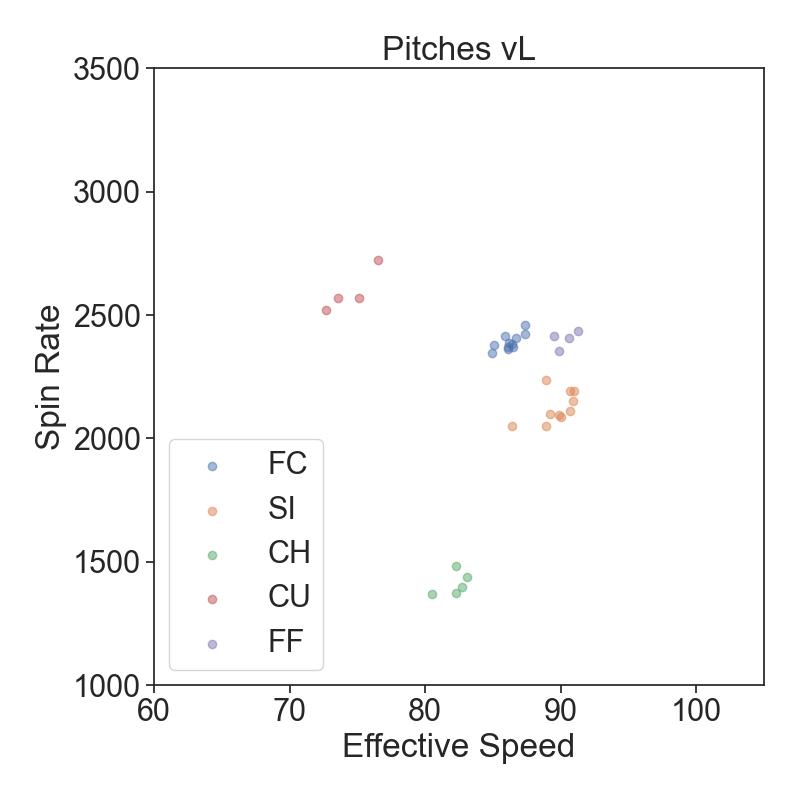 Pitches vL
3500
3000
2500
2000
1500
1000
Spin Rate
FC
SI
CH
CU
FF
60 70 80 90 100
Effective Speed